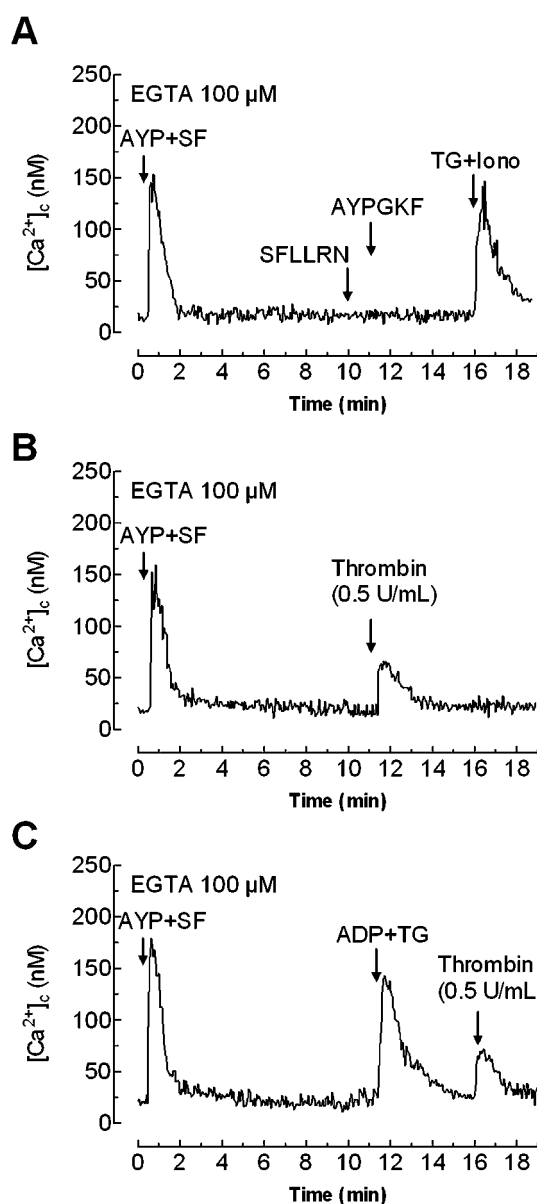 A
250
200
150
100
50
0
[Ca²⁺]c (nM)
EGTA 100 µM
AYP+SF
SFLLRN
AYPGKF
TG+Iono
0 2 4 6 8 10 12 14 16 18
Time (min)
B
250
200
150
100
50
0
[Ca²⁺]c (nM)
EGTA 100 µM
AYP+SF
Thrombin
(0.5 U/mL)
0 2 4 6 8 10 12 14 16 18
Time (min)
C
250
200
150
100
50
0
[Ca²⁺]c (nM)
EGTA 100 µM
AYP+SF
ADP+TG
Thrombin
(0.5 U/mL
0 2 4 6 8 10 12 14 16 18
Time (min)